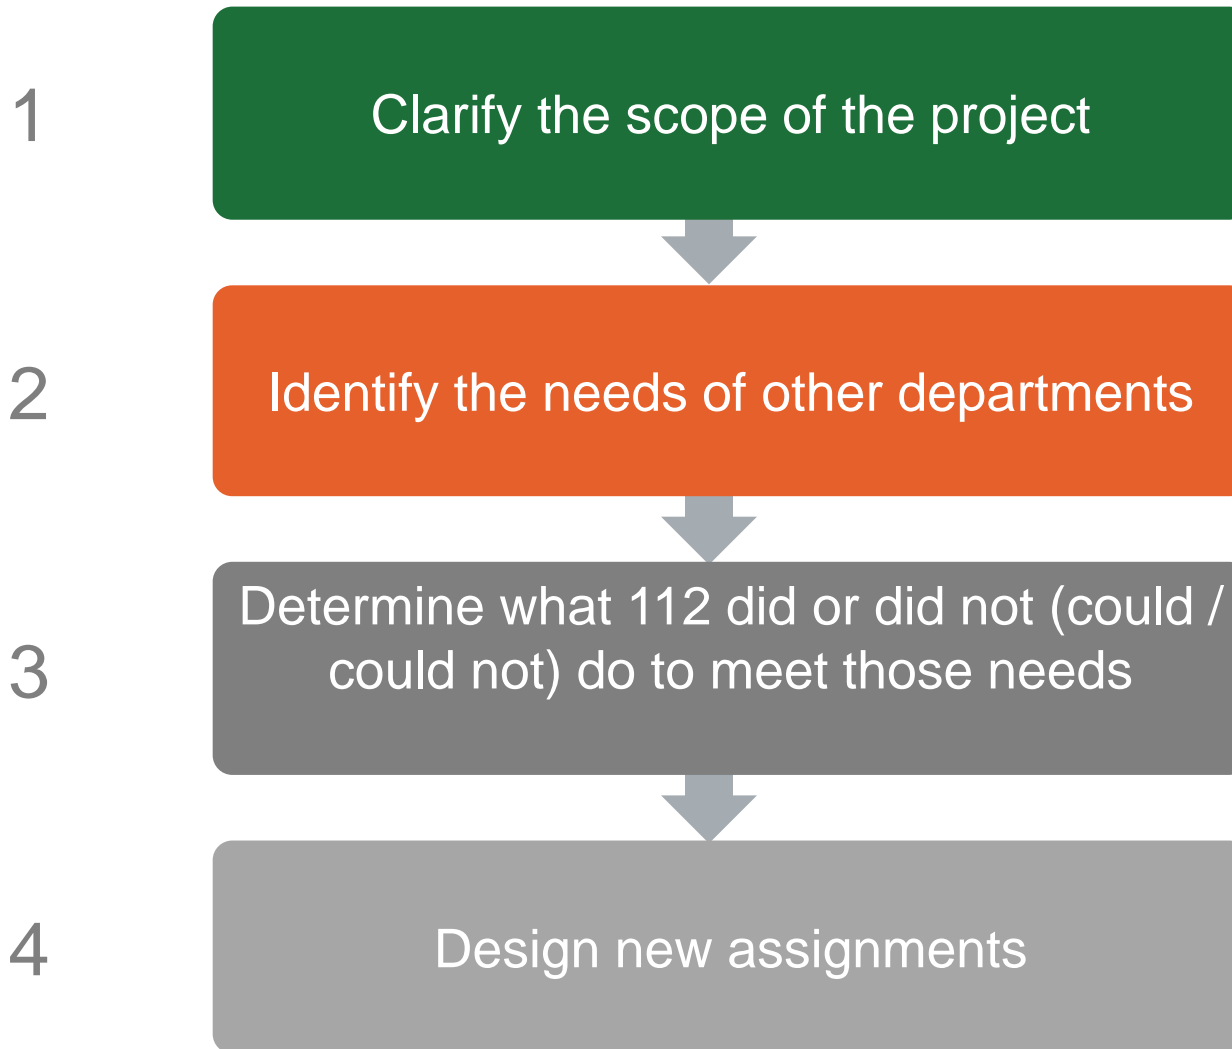 1
Clarify the scope of the project
2
Identify the needs of other departments
3
Determine what 112 did or did not (could /
could not) do to meet those needs
4
Design new assignments